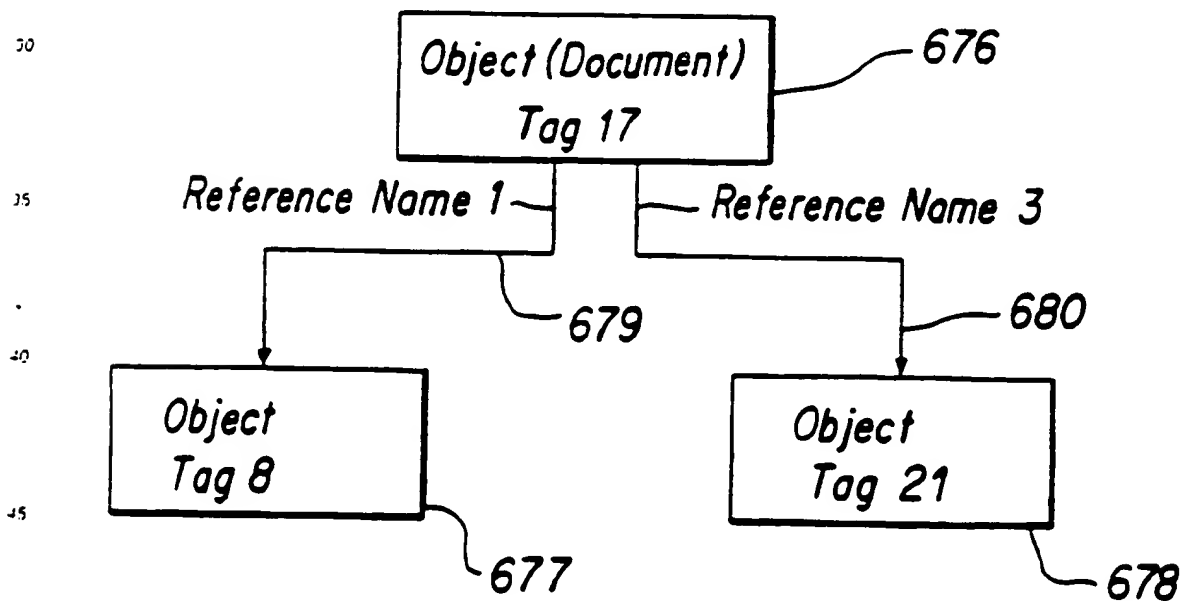 30
Object (Document)
Tag 17
676
35
Reference Name 1
Reference Name 3
679
680
40
Object
Tag 8
Object
Tag 21
45
677
678